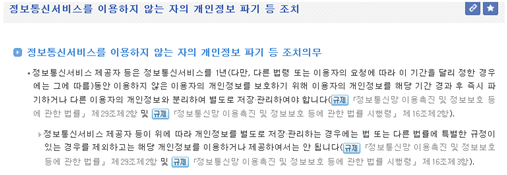 정보통신서비스를 이용하지 않는 자의 개인정보 파기 등 조치
정보통신서비스를 이용하지 않는 자의 개인정보 파기 등 조치의무
• 정보통신서비스 제공자 등은 정보통신서비스를 1년(다만, 다른 법령 또는 이용자의 요청에 따라 이 기간을 달리 정한 경우
에는 그에 따름)동안 이용하지 않은 이용자의 개인정보를 보호하기 위해 이용자의 개인정보를 해당 기간 경과 후 즉시 파
기하거나 다른 이용자의 개인정보와 분리하여 별도로 저장·관리하여야 합니다(규제 「정보통신망 이용촉진 및 정보보호 등
에 관한 법률」 제29조제2항 및 규제 「정보통신망 이용촉진 및 정보보호 등에 관한 법률 시행령」 제16조제2항).
정보통신서비스 제공자 등이 위에 따라 개인정보를 별도로 저장·관리하는 경우에는 법 또는 다른 법률에 특별한 규정이
있는 경우를 제외하고는 해당 개인정보를 이용하거나 제공하여서는 안 됩니다(규제 「정보통신망 이용촉진 및 정보보호 등
에 관한 법률」 제29조제2항 및 규제 「정보통신망 이용촉진 및 정보보호 등에 관한 법률 시행령」 제16조제3항).